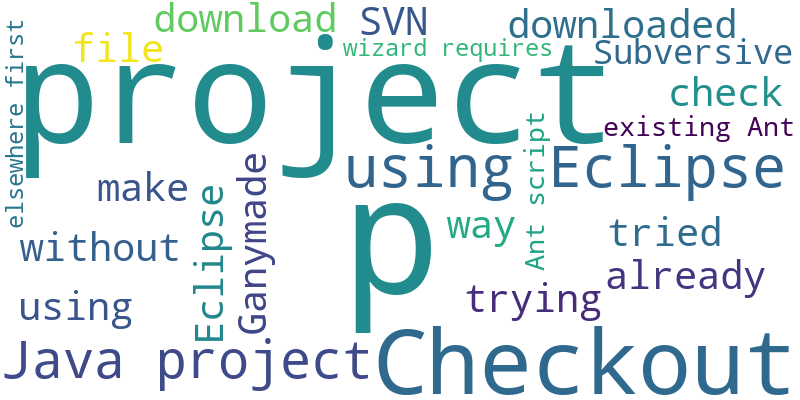 download
SVN
downloaded
file
wizard requires
Subversive
elsewhere first
project
check
existing Ant
using
Eclipse
Ant script
make
Eclipse
Ganymade
p
way
tried
without
already
using
trying
Java project
Checkout